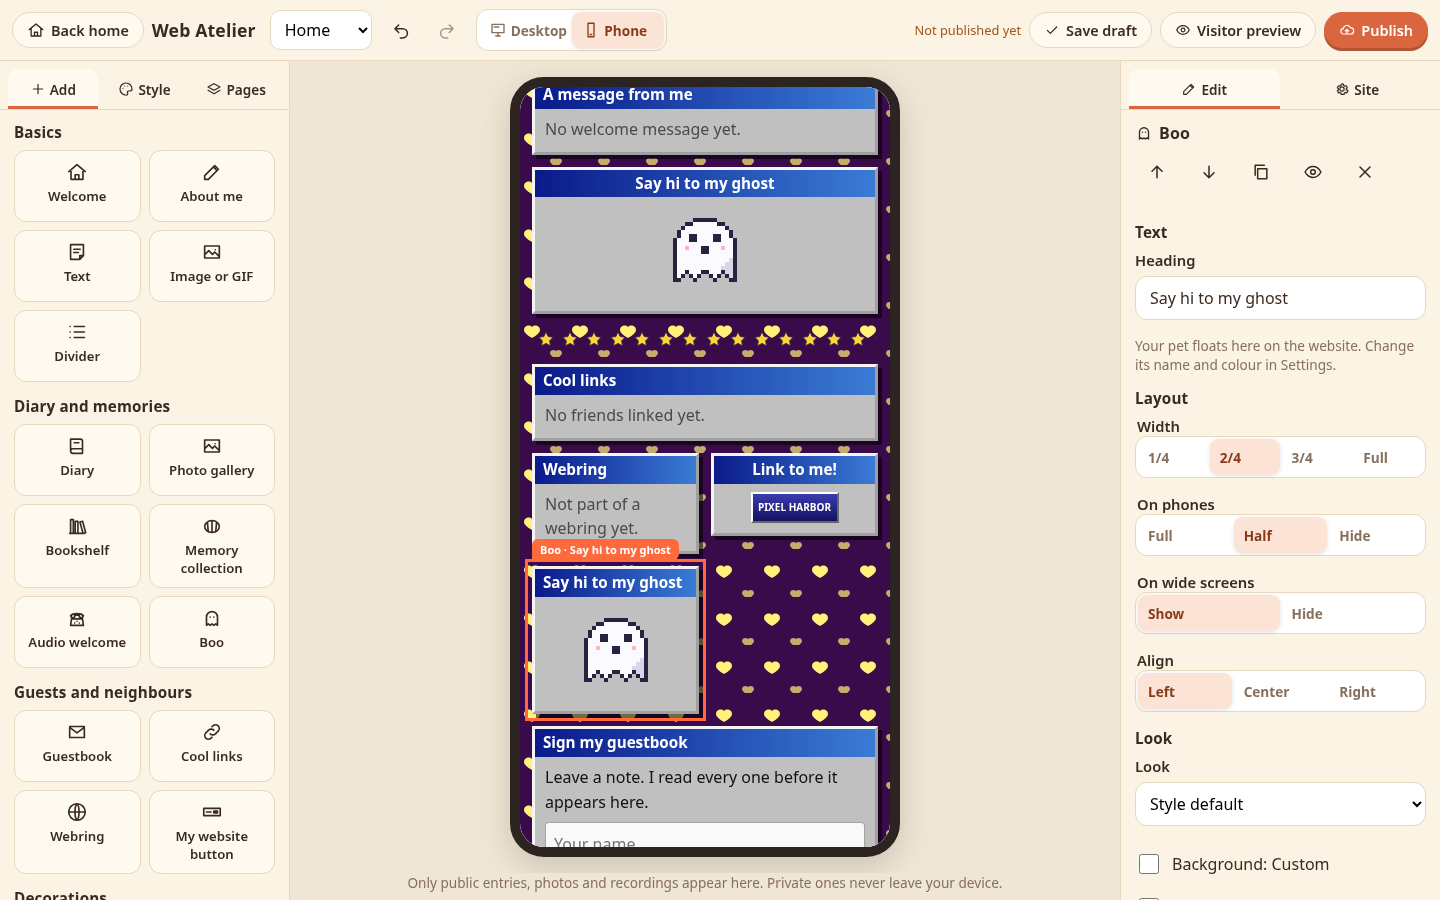 Back home
Web Atelier
Home
Desktop
Phone
Not published yet
Save draft
Visitor preview
Publish
Add
Style
Pages
Basics
Welcome
About me
Text
Image or GIF
Divider
Diary and memories
Diary
Photo gallery
Bookshelf
Memory
collection
Audio welcome
Boo
Guests and neighbours
Guestbook
Cool links
Webring
My website
button
Decorations
A message from me
No welcome message yet.
Say hi to my ghost
Cool links
No friends linked yet.
Webring
Not part of a
webring yet.
Link to me!
PIXEL HARBOR
Boo · Say hi to my ghost
Say hi to my ghost
Sign my guestbook
Leave a note. I read every one before it
appears here.
Your name
Only public entries, photos and recordings appear here. Private ones never leave your device.
Edit
Site
Boo
Text
Heading
Say hi to my ghost
Your pet floats here on the website. Change
its name and colour in Settings.
Layout
Width
1/4
2/4
3/4
Full
On phones
Full
Half
Hide
On wide screens
Show
Hide
Align
Left
Center
Right
Look
Look
Style default
Background: Custom